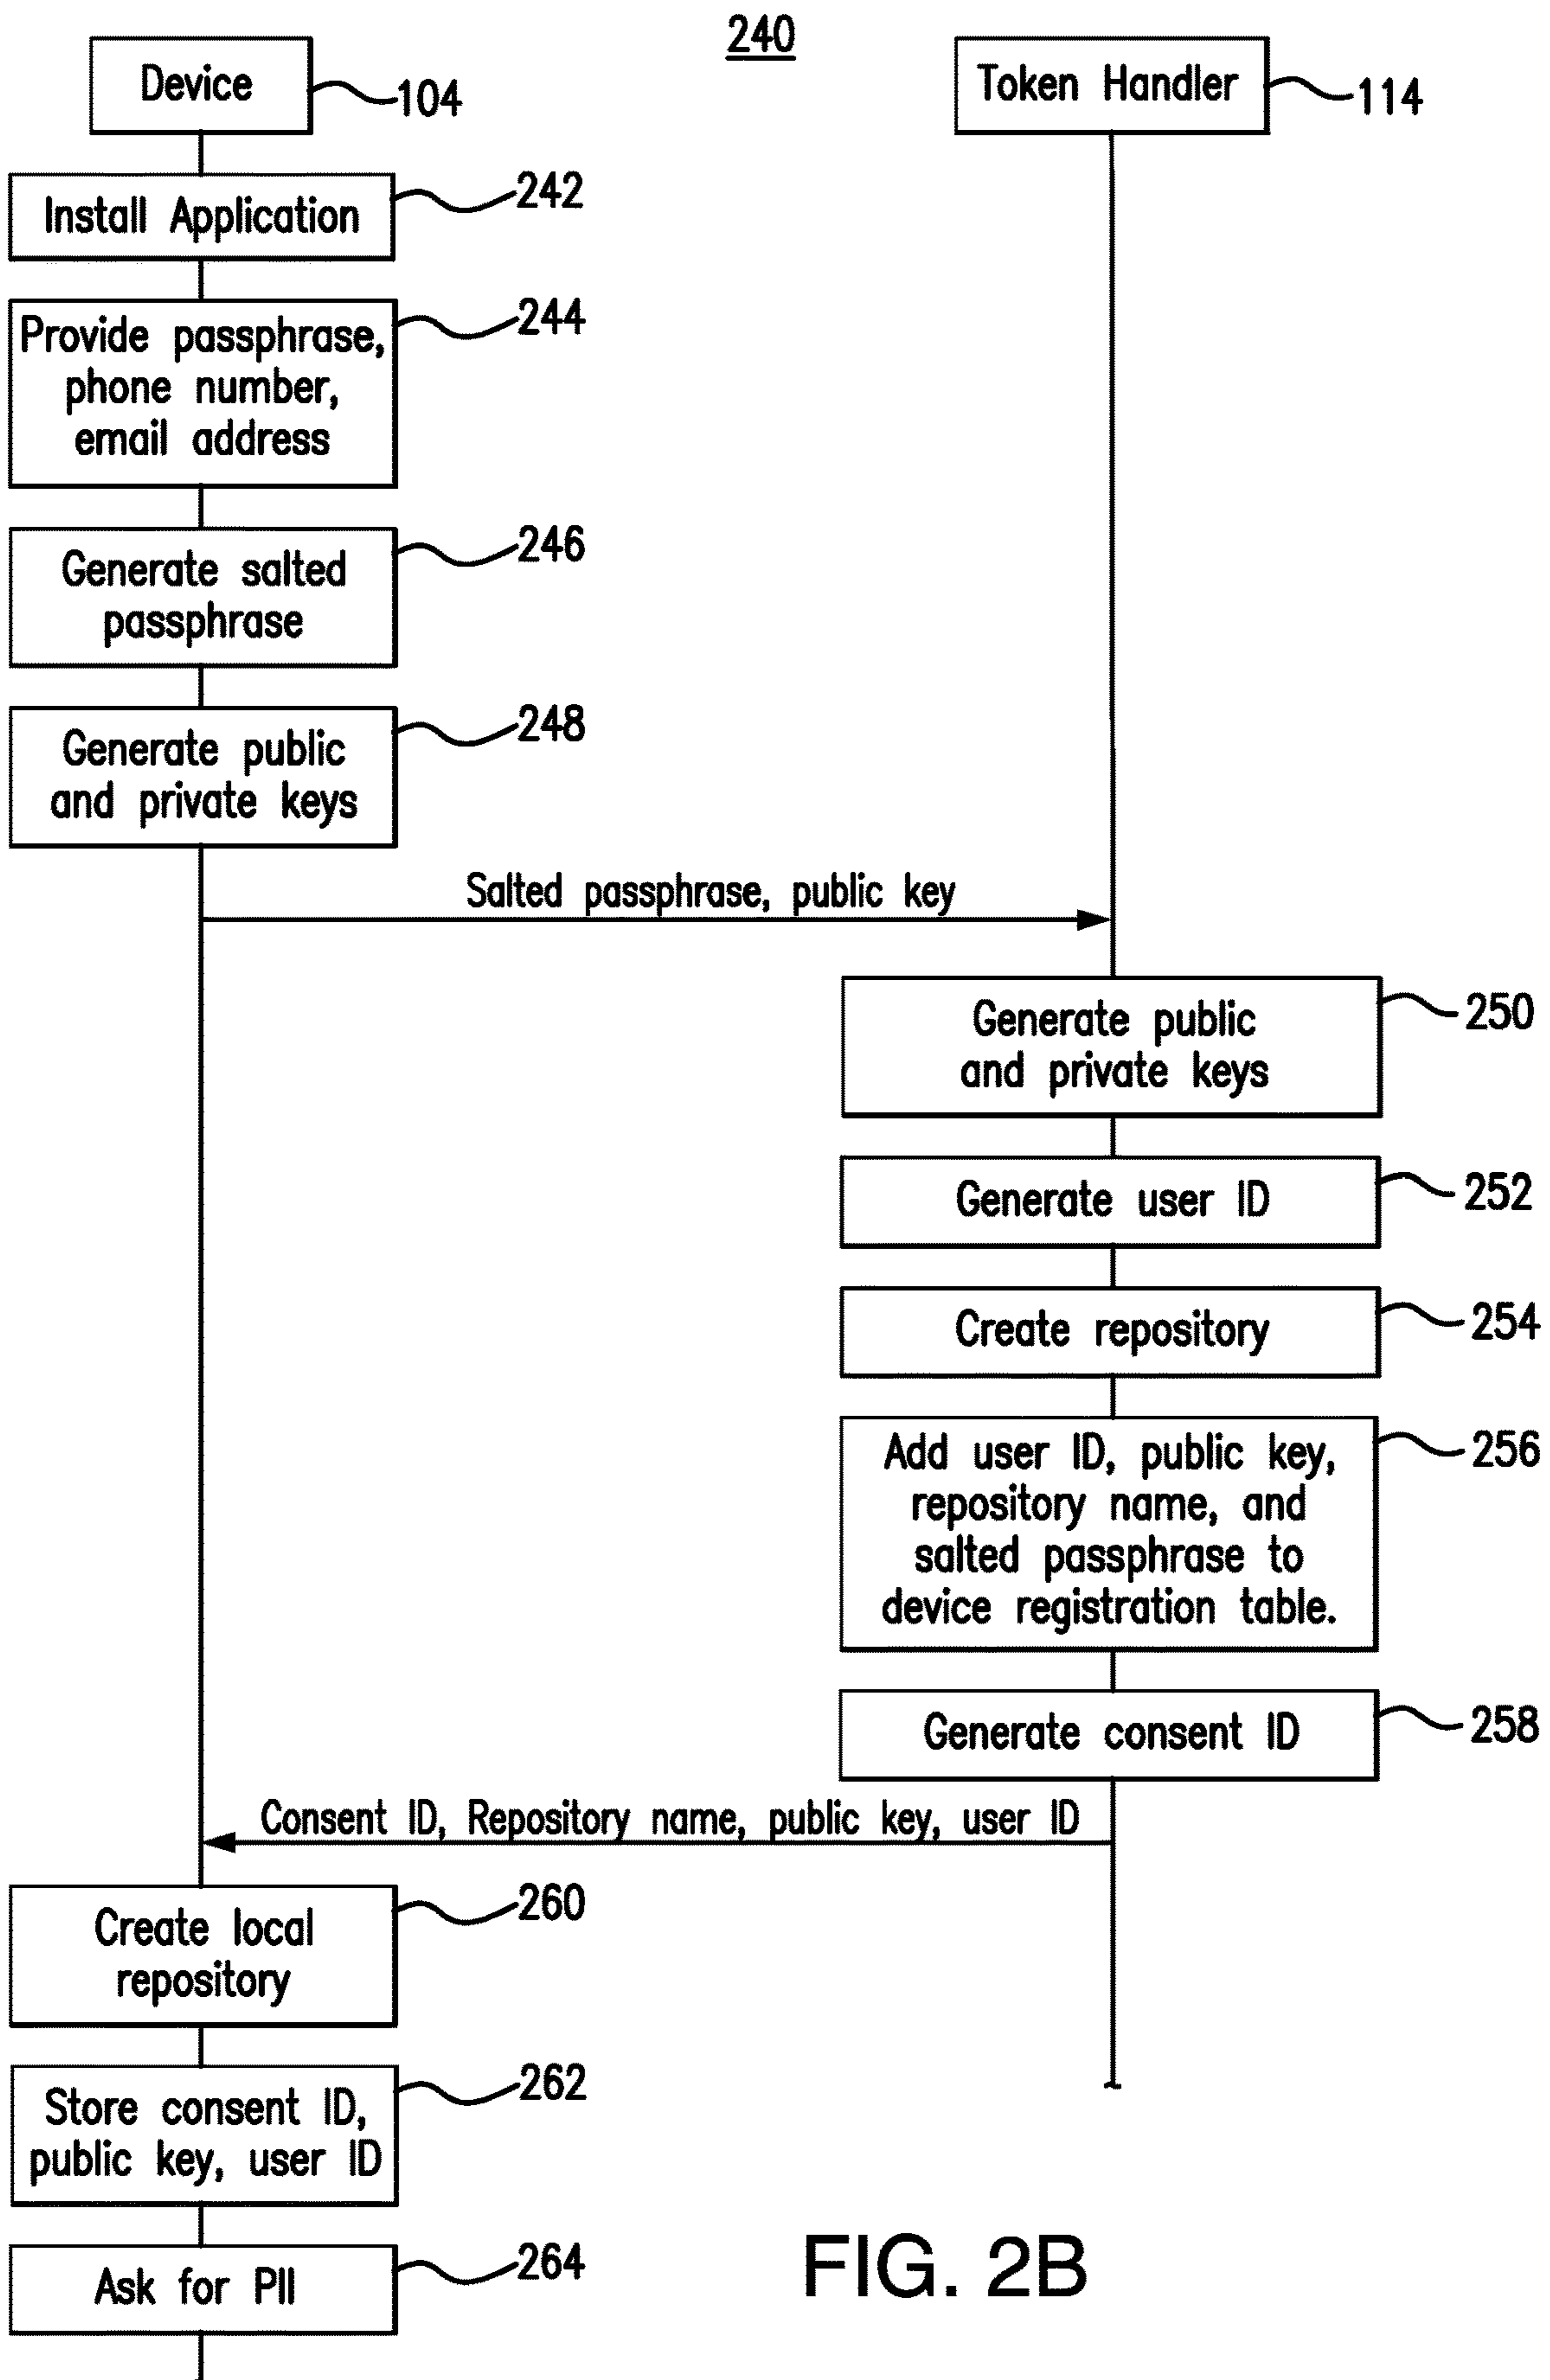 240
Device
104
Token Handler
114
Install Application
242
Provide passphrase,
phone number,
email address
244
Generate salted
passphrase
246
Generate public
and private keys
248
Salted passphrase, public key
Generate public
and private keys
250
Generate user ID
252
Create repository
254
Add user ID, public key,
repository name, and
salted passphrase to
device registration table.
256
Generate consent ID
258
Consent ID, Repository name, public key, user ID
Create local
repository
260
Store consent ID,
public key, user ID
262
Ask for PII
264
FIG. 2B